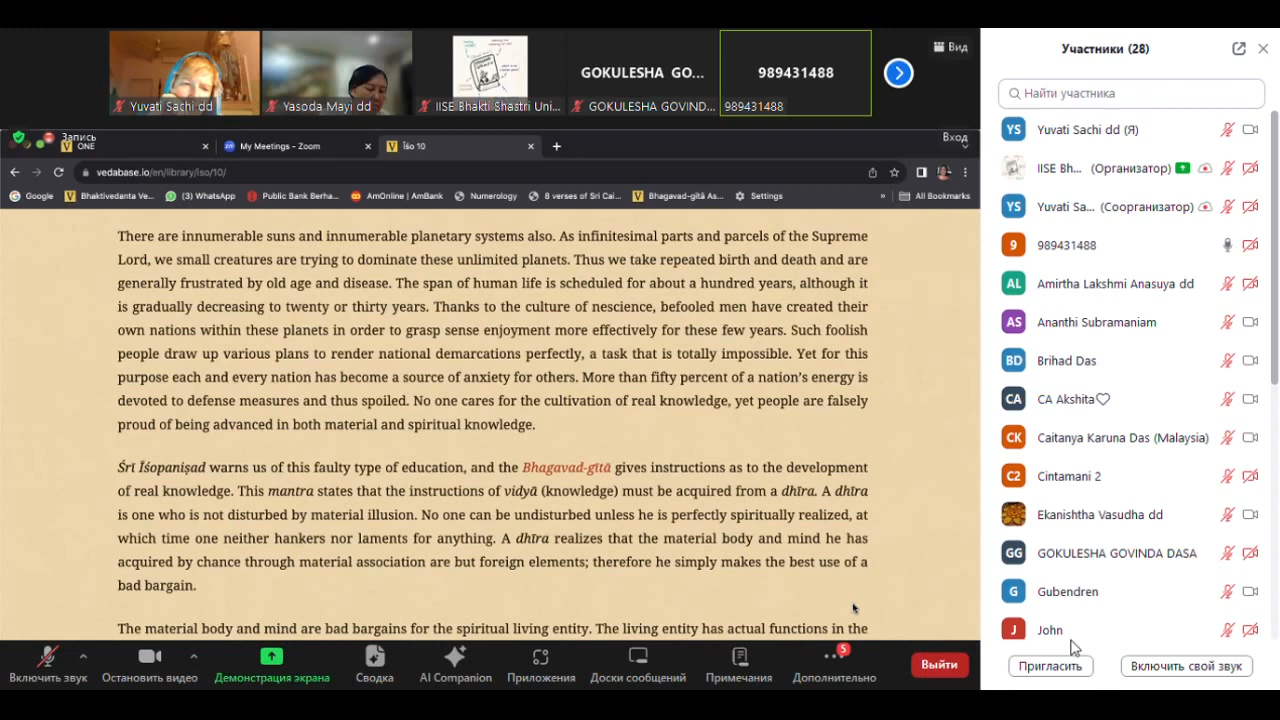 Yuvati Sachi dd
Yasoda Mayi dd
IISE Bhakti Shastri Uni...
GOKULESHA GO...
GOKULESHA GOVIND...
989431488
989431488
Вид
Запись
Вход
ONE
My Meetings - Zoom
Īśo 10
vedabase.io/en/library/iso/10/
Google
Bhaktivedanta Ve...
(3) WhatsApp
Public Bank Berha...
AmOnline | AmBank
Numerology
8 verses of Sri Cai...
Bhagavad-gītā As...
Settings
»
All Bookmarks
There are innumerable suns and innumerable planetary systems also. As infinitesimal parts and parcels of the Supreme
Lord, we small creatures are trying to dominate these unlimited planets. Thus we take repeated birth and death and are
generally frustrated by old age and disease. The span of human life is scheduled for about a hundred years, although it
is gradually decreasing to twenty or thirty years. Thanks to the culture of nescience, befooled men have created their
own nations within these planets in order to grasp sense enjoyment more effectively for these few years. Such foolish
people draw up various plans to render national demarcations perfectly, a task that is totally impossible. Yet for this
purpose each and every nation has become a source of anxiety for others. More than fifty percent of a nation's energy is
devoted to defense measures and thus spoiled. No one cares for the cultivation of real knowledge, yet people are falsely
proud of being advanced in both material and spiritual knowledge.
Śrī Īśopaniṣad warns us of this faulty type of education, and the Bhagavad-gītā gives instructions as to the development
of real knowledge. This mantra states that the instructions of vidyā (knowledge) must be acquired from a dhīra. A dhīra
is one who is not disturbed by material illusion. No one can be undisturbed unless he is perfectly spiritually realized, at
which time one neither hankers nor laments for anything. A dhīra realizes that the material body and mind he has
acquired by chance through material association are but foreign elements; therefore he simply makes the best use of a
bad bargain.
The material body and mind are bad bargains for the spiritual living entity. The living entity has actual functions in the
Включить звук
Остановить видео
Демонстрация экрана
Сводка
AI Companion
Приложения
Доски сообщений
Примечания
5
Дополнительно
Выйти
Участники (28)
Найти участника
YS Yuvati Sachi dd (Я)
IISE Bh... (Организатор)
YS Yuvati Sa... (Соорганизатор)
9 989431488
AL Amirtha Lakshmi Anasuya dd
AS Ananthi Subramaniam
BD Brihad Das
CA CA Akshita♡
CK Caitanya Karuna Das (Malaysia)
C2 Cintamani 2
Ekanishtha Vasudha dd
GG GOKULESHA GOVINDA DASA
G Gubendren
J John
Пригласить
Включить свой звук